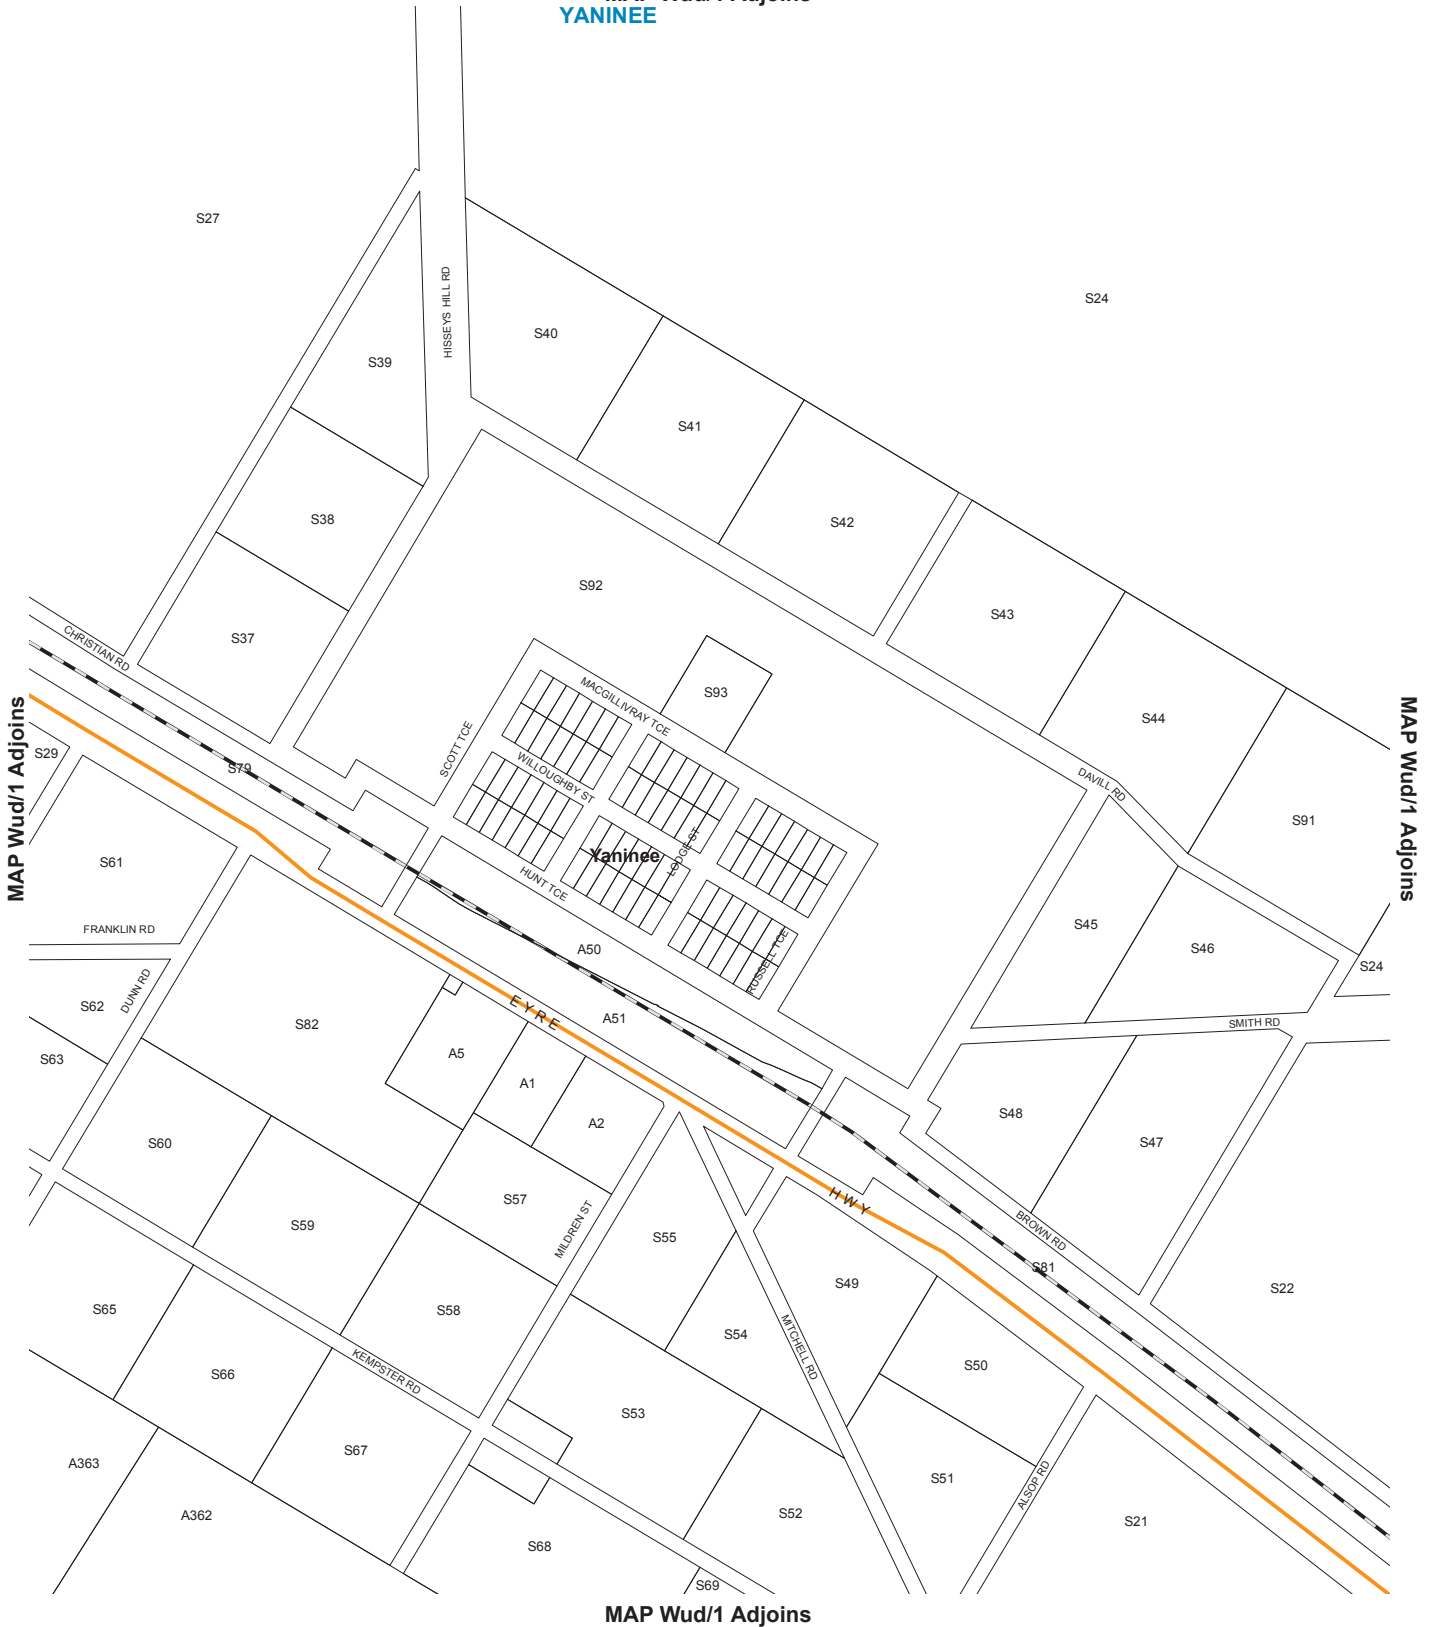 MAP Wud/1 Adjoins
YANINEE
S27
S24
HISSEYS HILL RD
S40
S39
S41
S38
S42
S92
S43
S37
CHRISTIAN RD
S93
MACGILLIVRAY TCE
S44
SCOTT TCE
MAP Wud/1 Adjoins
MAP Wud/1 Adjoins
S29
S79
WILLOUGHBY ST
DAVILL RD
S91
LODGE ST
Yaninee
S61
HUNT TCE
S45
FRANKLIN RD
A50
S46
RUSSELL TCE
S24
DUNN RD
S62
EYRE
A51
S82
SMITH RD
S63
A5
A1
S48
A2
S60
S47
S57
HWY
S59
MILDREN ST
S55
BROWN RD
S81
S49
S22
S65
S58
S54
MITCHELL RD
S66
KEMPSTER RD
S50
S53
S67
A363
S51
ALSOP RD
A362
S52
S21
S68
S69
MAP Wud/1 Adjoins